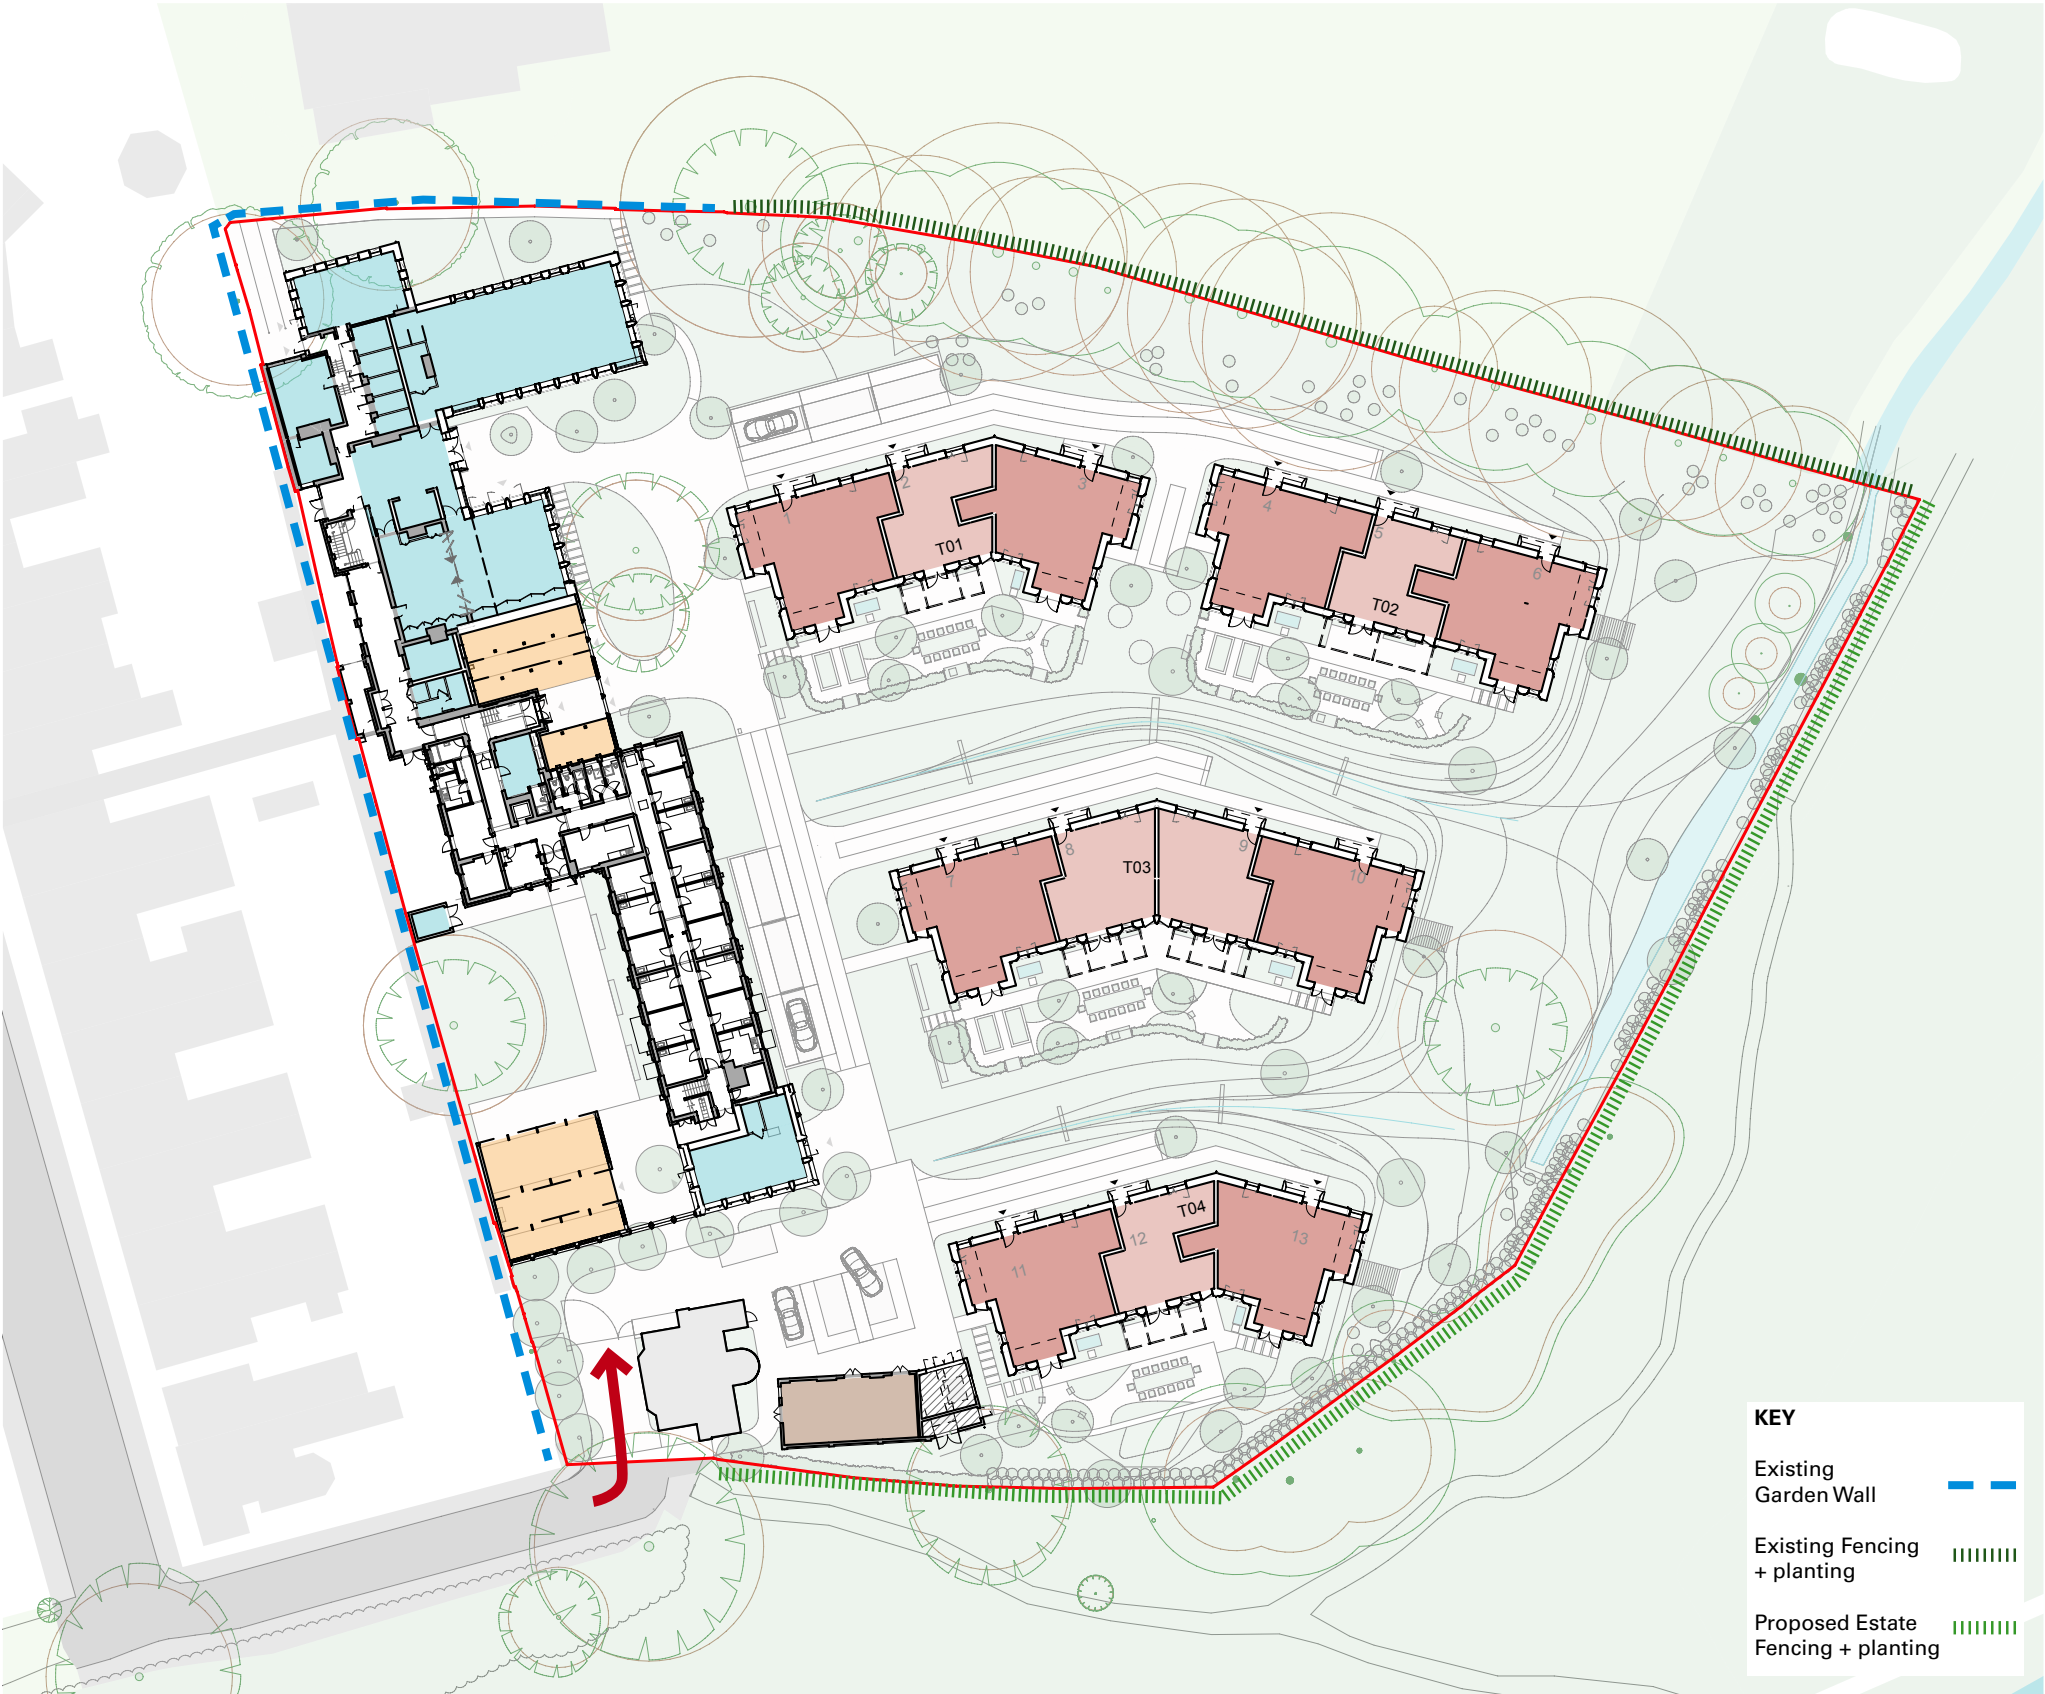 1
2
3
T01
4
5
6
T02
7
8
T03
9
10
11
12
T04
13
KEY
Existing
Garden Wall
Existing Fencing
+ planting
Proposed Estate
Fencing + planting